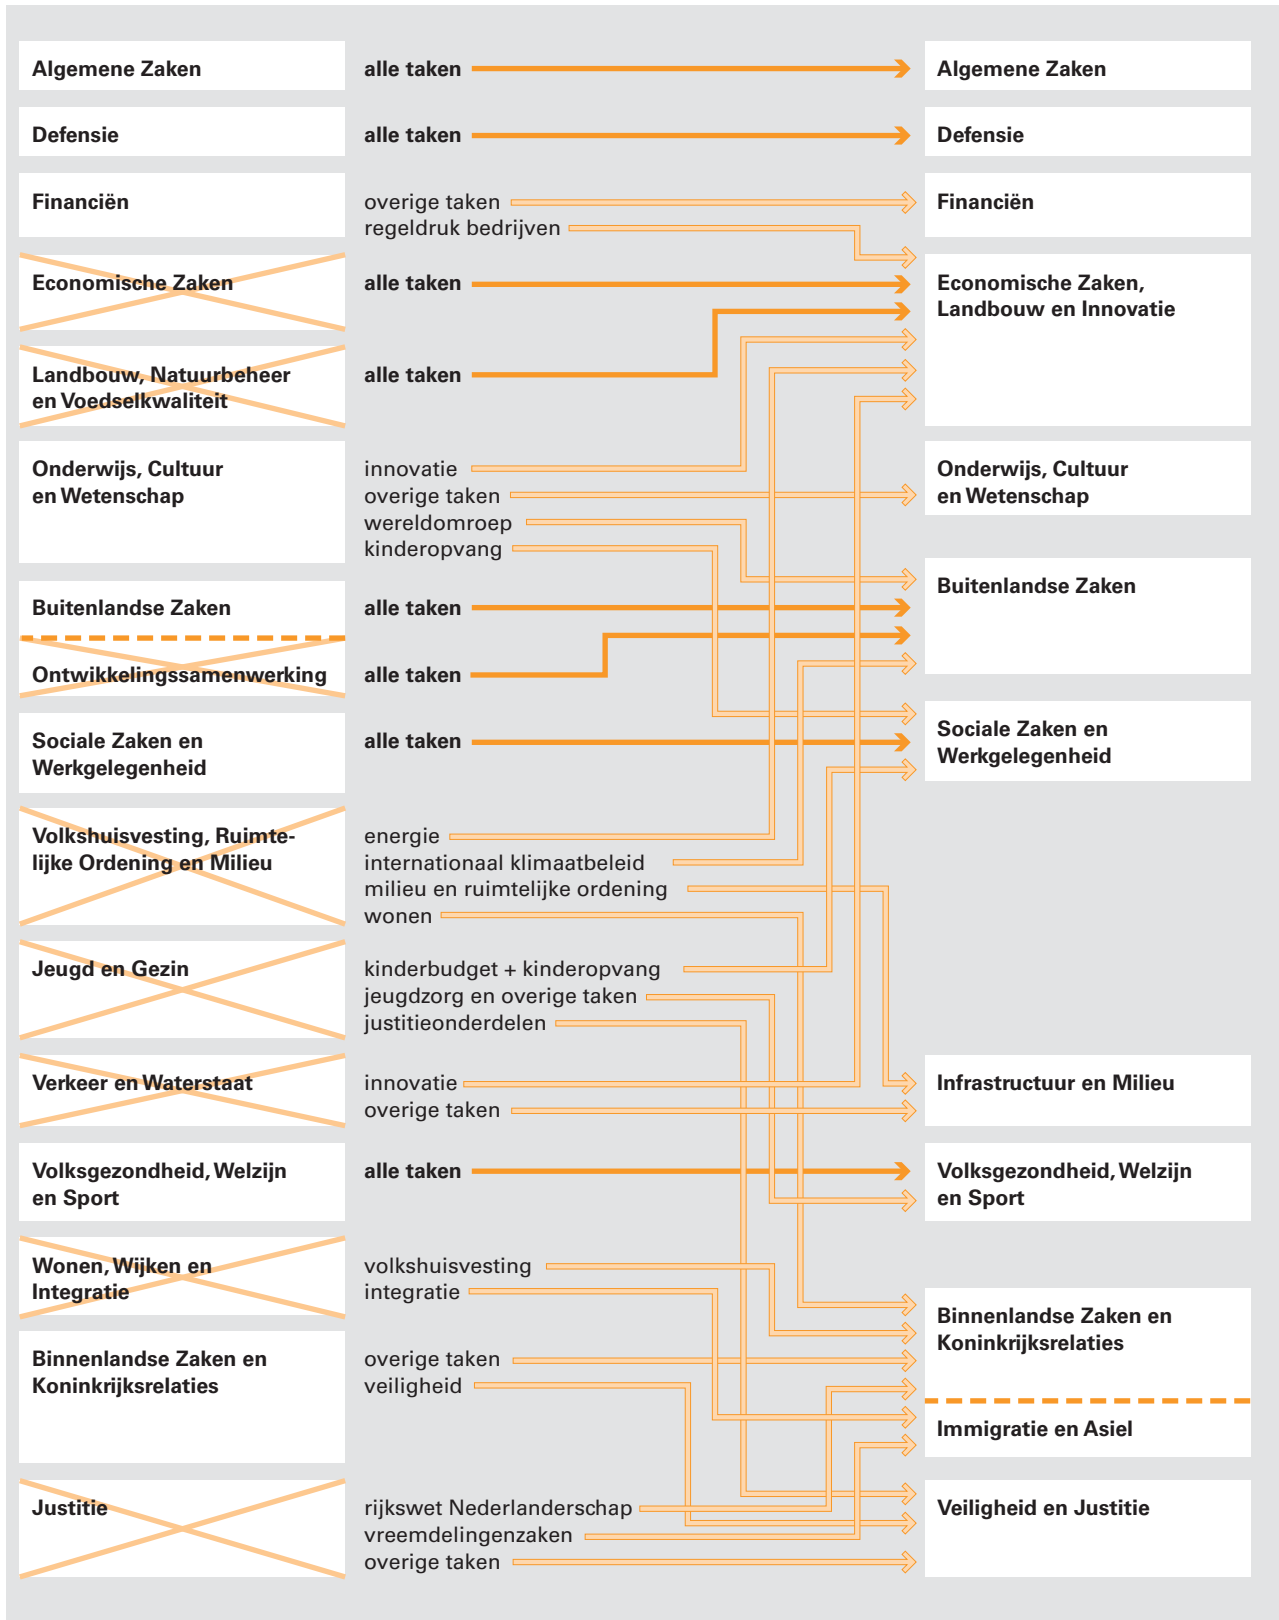 Algemene Zaken
alle taken
Algemene Zaken
Defensie
alle taken
Defensie
Financiën
overige taken
regeldruk bedrijven
Financiën
Economische Zaken
alle taken
Economische Zaken,
Landbouw en Innovatie
Landbouw, Natuurbeheer
en Voedselkwaliteit
alle taken
Onderwijs, Cultuur
en Wetenschap
innovatie
overige taken
wereldomroep
kinderopvang
Onderwijs, Cultuur
en Wetenschap
Buitenlandse Zaken
alle taken
Buitenlandse Zaken
Ontwikkelingssamenwerking
alle taken
Sociale Zaken en
Werkgelegenheid
alle taken
Sociale Zaken en
Werkgelegenheid
Volkshuisvesting, Ruimte-
lijke Ordening en Milieu
energie
internationaal klimaatbeleid
milieu en ruimtelijke ordening
wonen
Jeugd en Gezin
kinderbudget + kinderopvang
jeugdzorg en overige taken
justitieonderdelen
Verkeer en Waterstaat
innovatie
overige taken
Infrastructuur en Milieu
Volksgezondheid, Welzijn
en Sport
alle taken
Volksgezondheid, Welzijn
en Sport
Wonen, Wijken en
Integratie
volkshuisvesting
integratie
Binnenlandse Zaken en
Koninkrijksrelaties
overige taken
veiligheid
Binnenlandse Zaken en
Koninkrijksrelaties
Immigratie en Asiel
Justitie
rijkswet Nederlanderschap
vreemdelingenzaken
overige taken
Veiligheid en Justitie